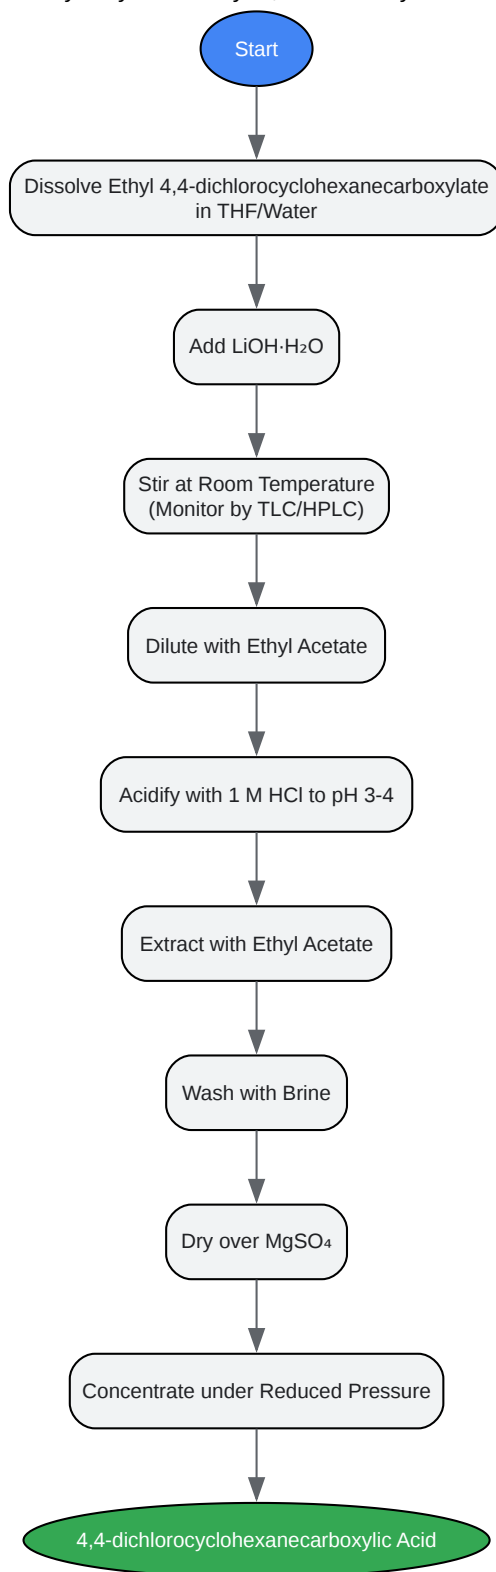 Start
Dissolve Ethyl 4,4-dichlorocyclohexanecarboxylate
in THF/Water
Add LiOH·H₂O
Stir at Room Temperature
(Monitor by TLC/HPLC)
Dilute with Ethyl Acetate
Acidify with 1 M HCl to pH 3-4
Extract with Ethyl Acetate
Wash with Brine
Dry over MgSO₄
Concentrate under Reduced Pressure
4,4-dichlorocyclohexanecarboxylic Acid